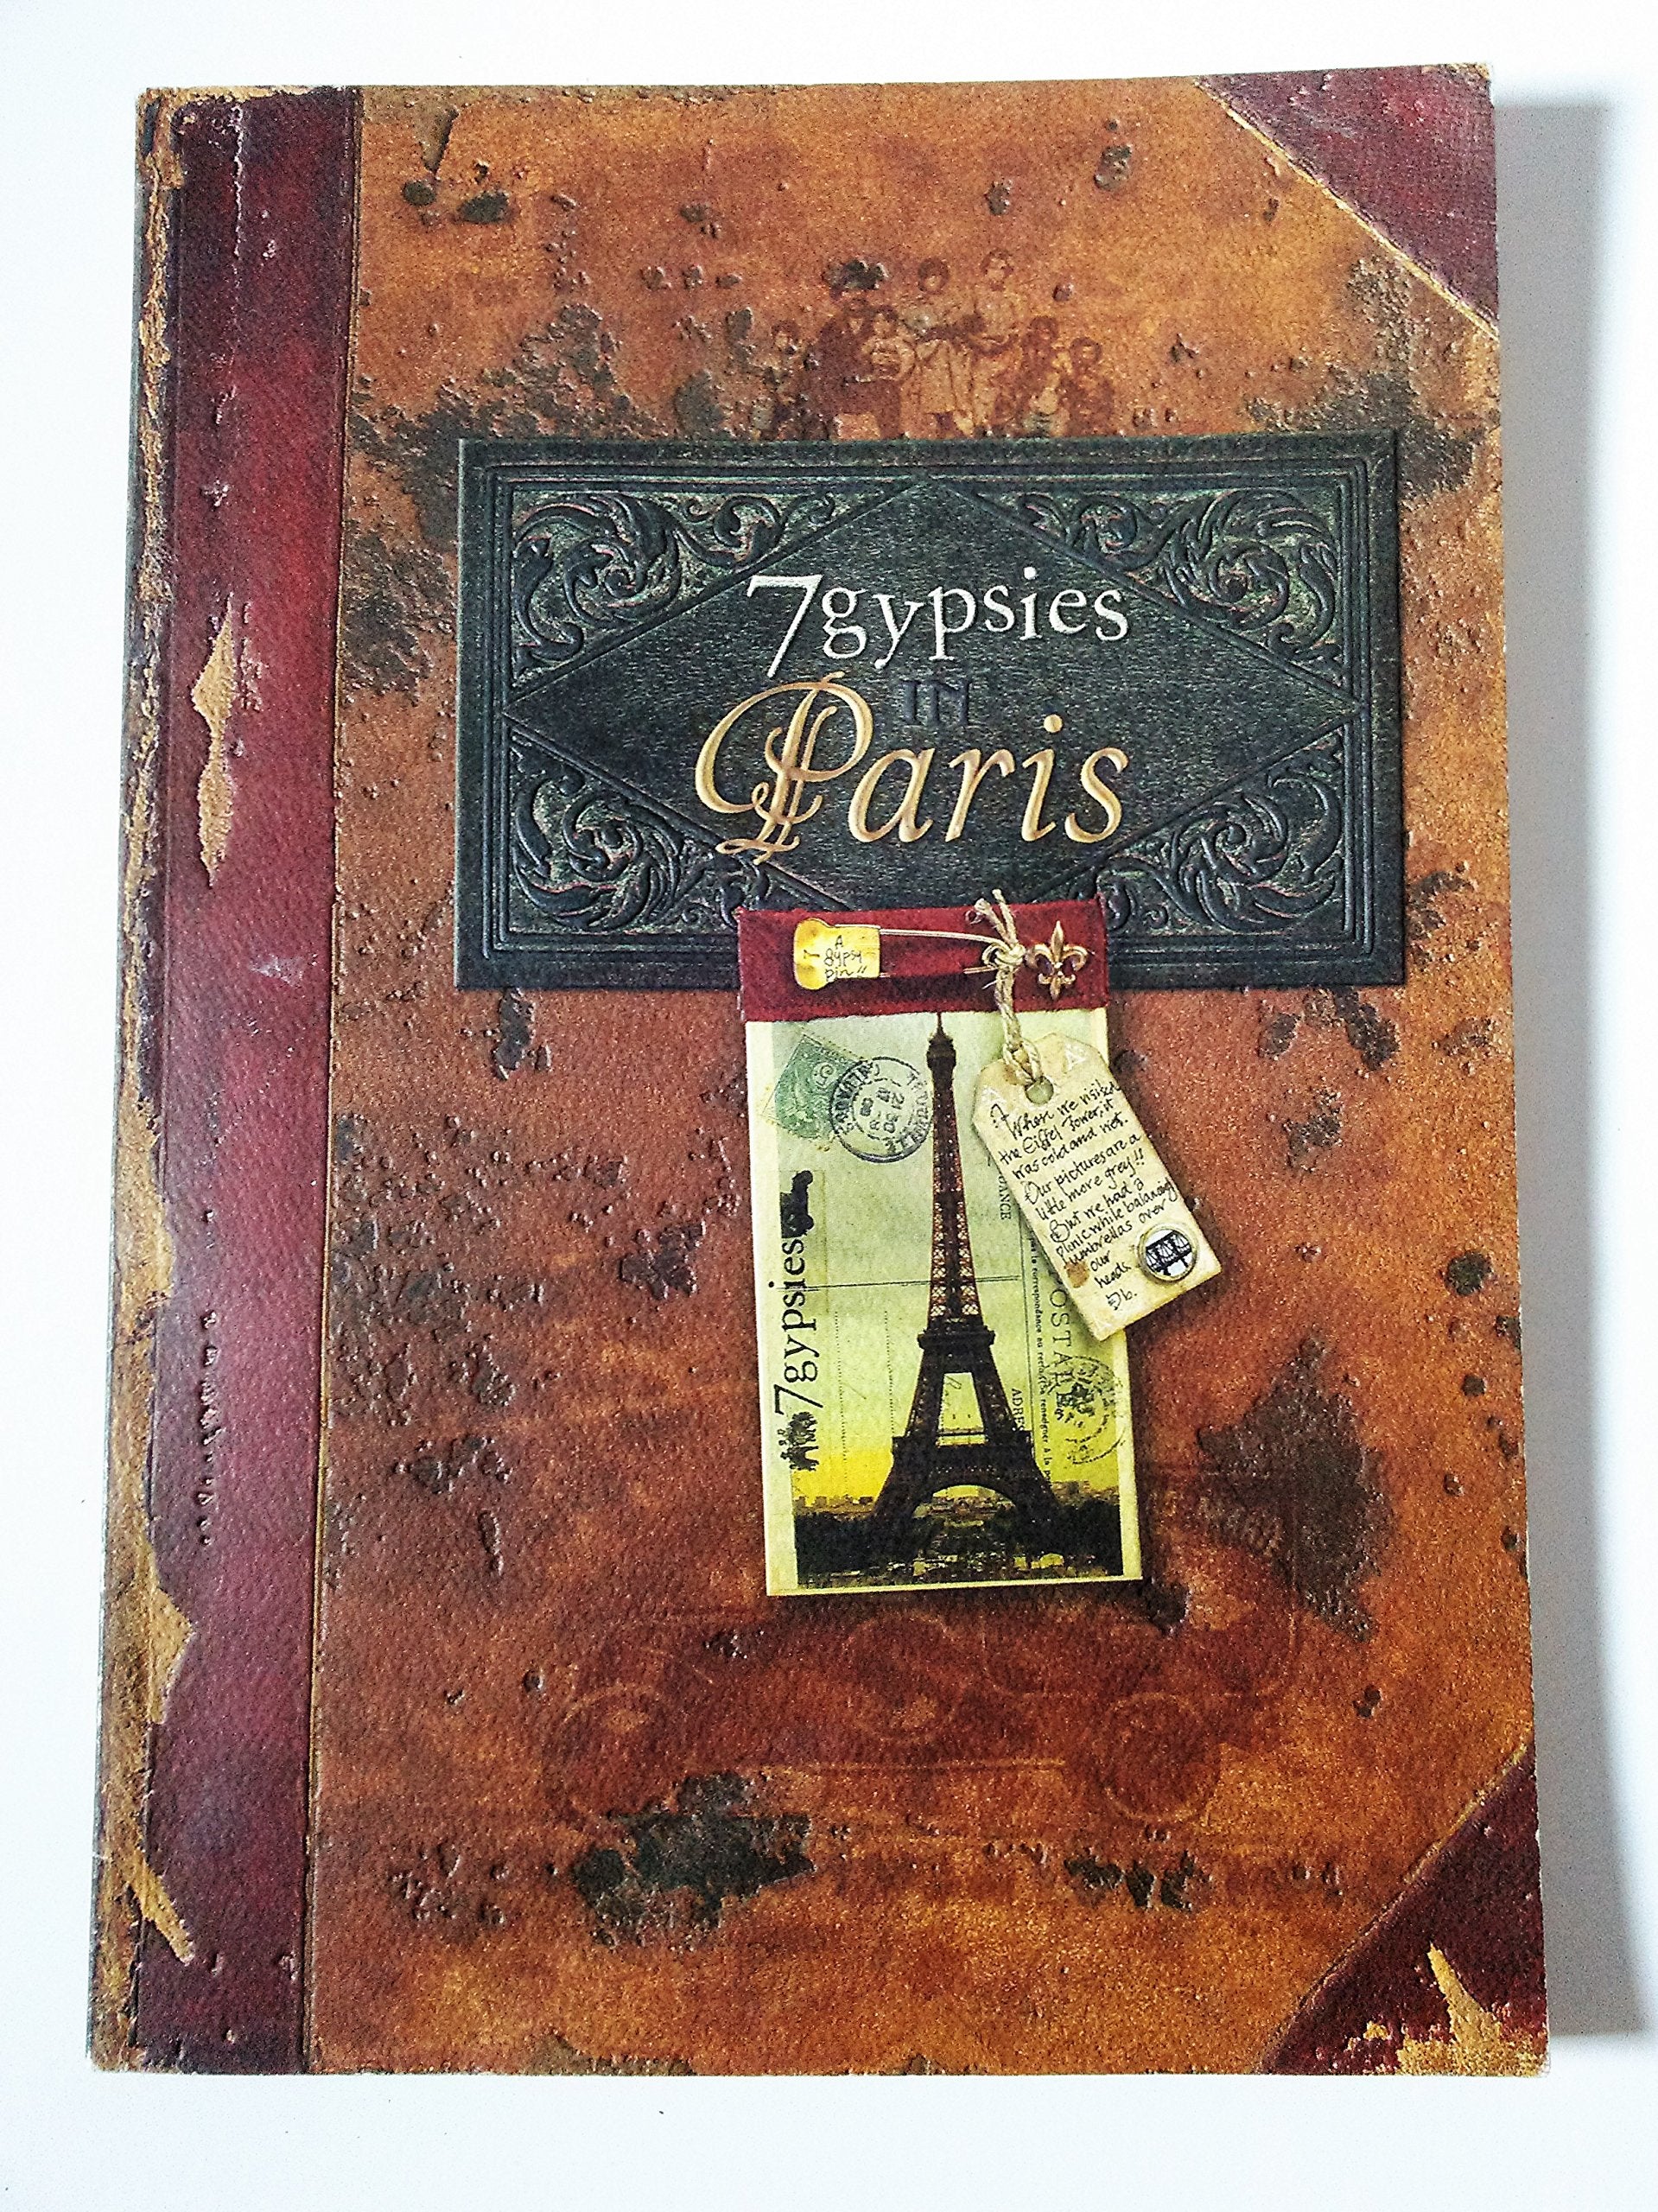 7gypsies
IN
Paris
A
gypsy
pin!!
When we visited
the Eiffel Tower, it
was cold and wet.
Our pictures are a
little more grey!!
But we had a
while balancing
umbrellas over
our
heads.
7gypsies
POSTALE